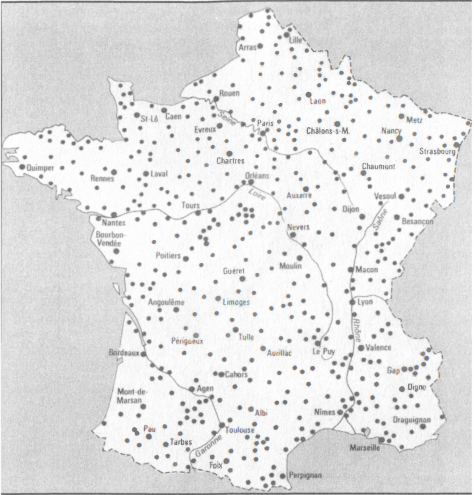 Lille
Arras
Rouen
Laon
St-Lô
Caen
Seine
Paris
Metz
Evreux
Châlons-s-M.
Nancy
Strasbourg
Quimper
Chartres
Chaumont
Rennes
Laval
Orléans
Auxerre
Vesoul
Loire
Tours
Dijon
Saône
Besançon
Nantes
Bourbon-
Vendée
Nevers
Poitiers
Moulin
Macon
Guéret
Angoulême
Limoges
Lyon
Rhône
Périgueux
Tulle
Valence
Bordeaux
Aurillac
Le Puy
Gap
Cahors
Digne
Mont-de-
Marsan
Agen
Albi
Nîmes
Draguignan
Pau
Toulouse
Tarbes
Garonne
Marseille
Foix
Perpignan